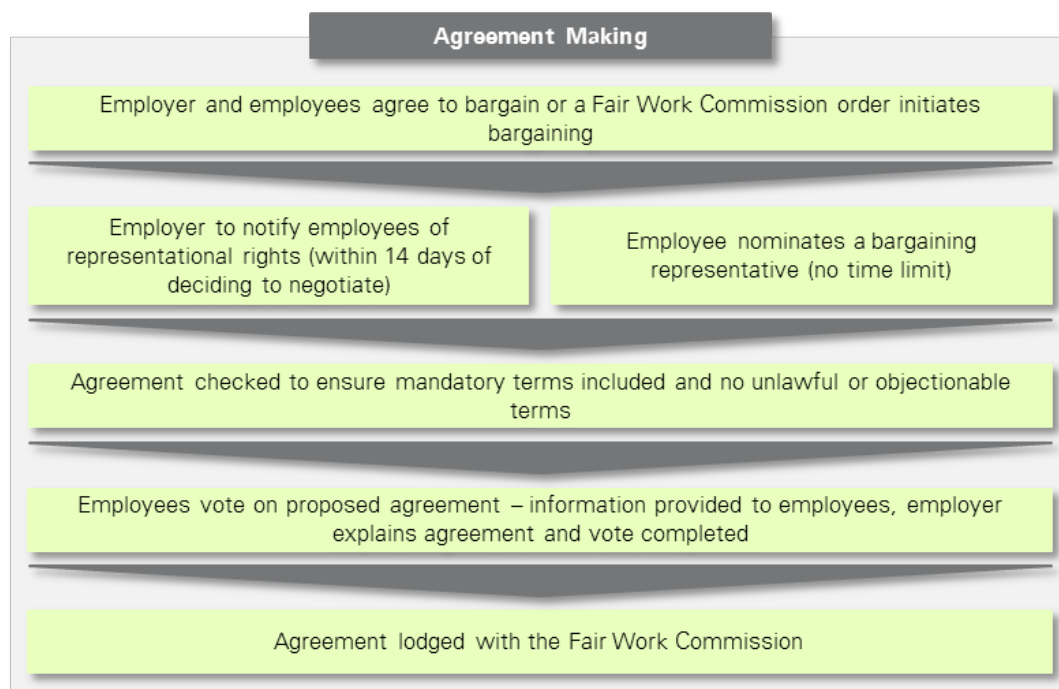 Agreement Making
Employer and employees agree to bargain or a Fair Work Commission order initiates
bargaining
Employer to notify employees of
representational rights (within 14 days of
deciding to negotiate)
Employee nominates a bargaining
representative (no time limit)
Agreement checked to ensure mandatory terms included and no unlawful or objectionable
terms
Employees vote on proposed agreement – information provided to employees, employer
explains agreement and vote completed
Agreement lodged with the Fair Work Commission